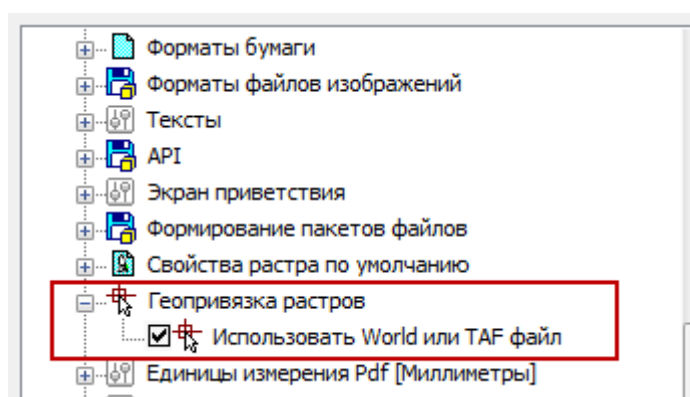 Форматы бумаги
Форматы файлов изображений
Тексты
API
Экран приветствия
Формирование пакетов файлов
Свойства растра по умолчанию
Геопривязка растров
Использовать World или TAF файл
Единицы измерения Pdf [Миллиметры]